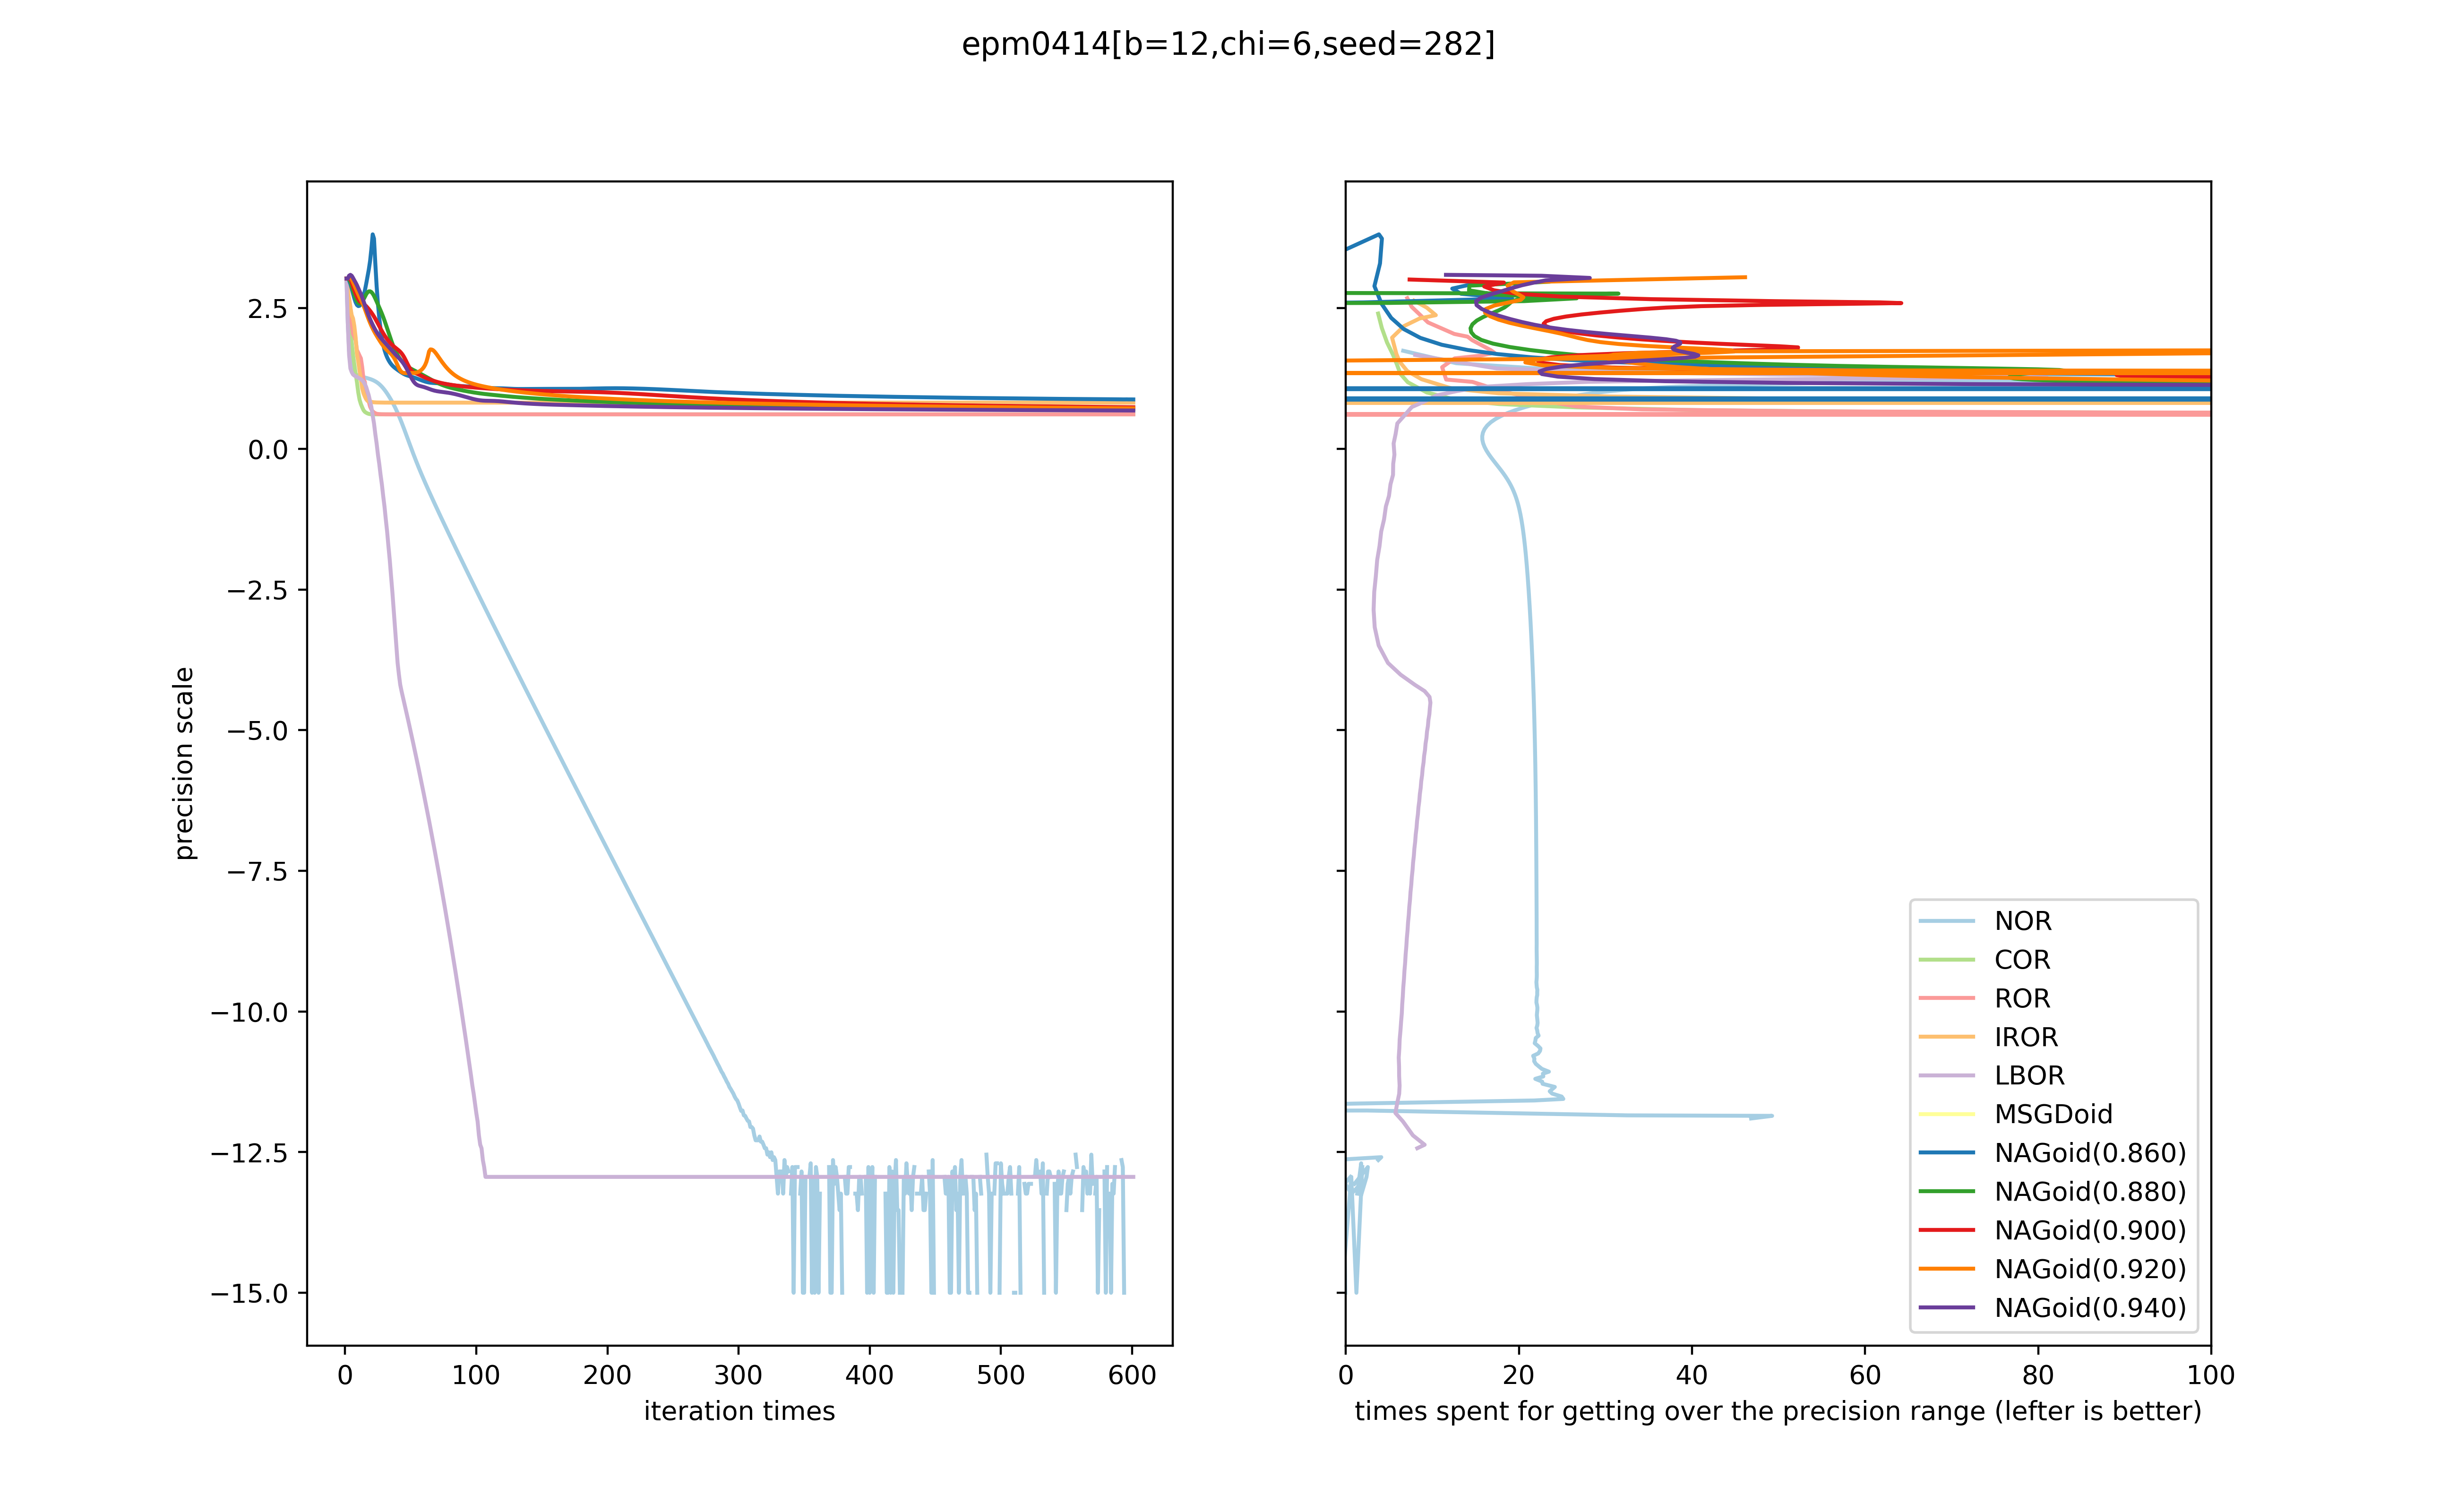 epm0414[b=12,chi=6,seed=282]
precision scale
2.5
0.0
−2.5
−5.0
−7.5
−10.0
−12.5
−15.0
0 100 200 300 400 500 600
iteration times
0 20 40 60 80 100
times spent for getting over the precision range (lefter is better)
NOR
COR
ROR
IROR
LBOR
MSGDoid
NAGoid(0.860)
NAGoid(0.880)
NAGoid(0.900)
NAGoid(0.920)
NAGoid(0.940)